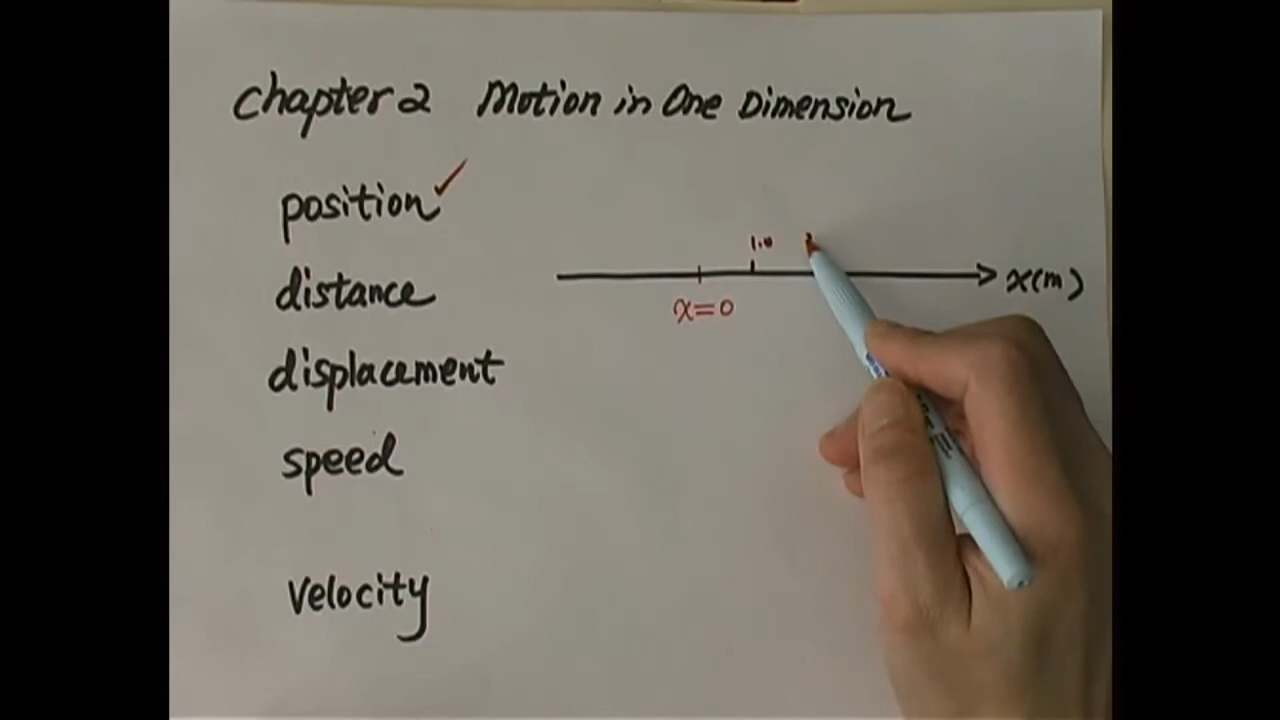 Chapter 2 Motion in One Dimension
position
distance
1.0
x(m)
x=0
displacement
speed
velocity